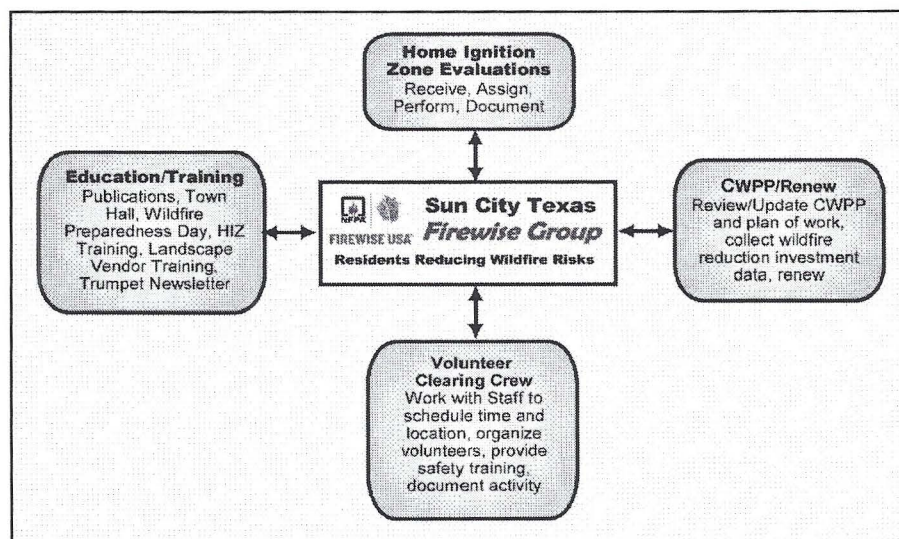 Home Ignition
Zone Evaluations
Receive, Assign,
Perform, Document
Education/Training
Publications, Town
Hall, Wildfire
Preparedness Day, HIZ
Training, Landscape
Vendor Training,
Trumpet Newsletter
NFPA
FIREWISE USA
Sun City Texas
Firewise Group
Residents Reducing Wildfire Risks
CWPP/Renew
Review/Update CWPP
and plan of work,
collect wildfire
reduction investment
data, renew
Volunteer
Clearing Crew
Work with Staff to
schedule time and
location, organize
volunteers, provide
safety training,
document activity